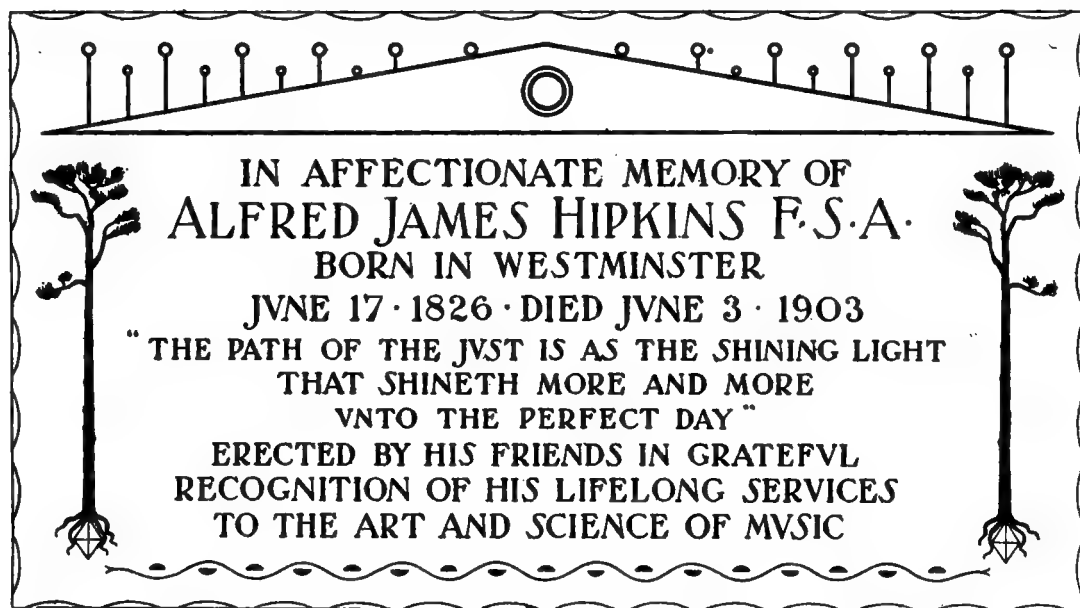 IN AFFECTIONATE MEMORY OF
ALFRED JAMES HIPKINS F.S.A.
BORN IN WESTMINSTER
JVNE 17 · 1826 · DIED JVNE 3 · 1903
"THE PATH OF THE JVST IS AS THE SHINING LIGHT
THAT SHINETH MORE AND MORE
VNTO THE PERFECT DAY"
ERECTED BY HIS FRIENDS IN GRATEFVL
RECOGNITION OF HIS LIFELONG SERVICES
TO THE ART AND SCIENCE OF MVSIC